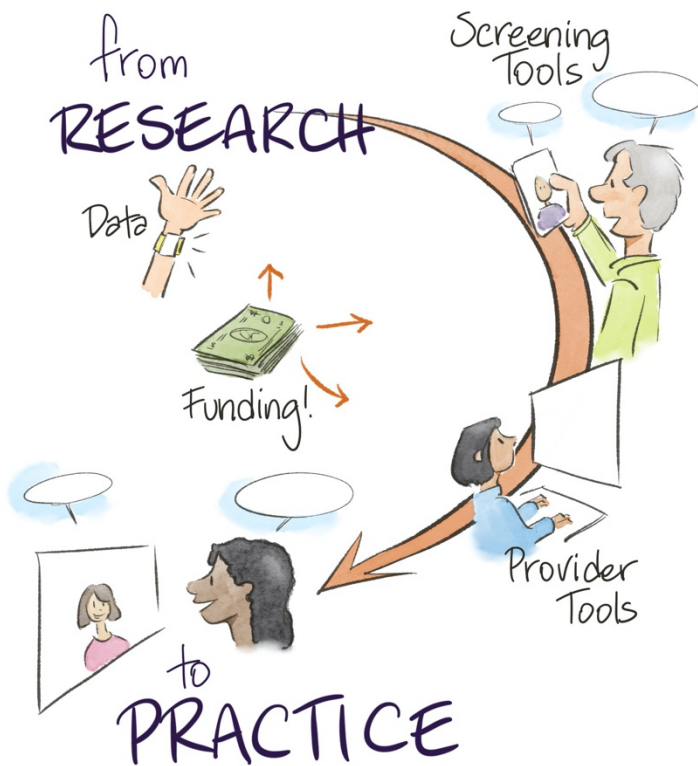 from
RESEARCH
Screening
Tools
Data
Funding!
Provider
Tools
to
PRACTICE